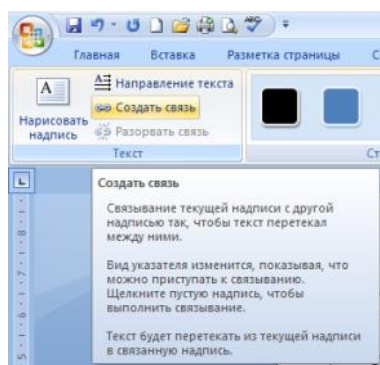 Главная Вставка Разметка страницы С
Нарисовать надпись
Направление текста
Создать связь
Разорвать связь
Текст
Ст
Создать связь
Связывание текущей надписи с другой
надписью так, чтобы текст перетекал
между ними.
Вид указателя изменится, показывая, что
можно приступать к связыванию.
Щелкните пустую надпись, чтобы
выполнить связывание.
Текст будет перетекать из текущей надписи
в связанную надпись.